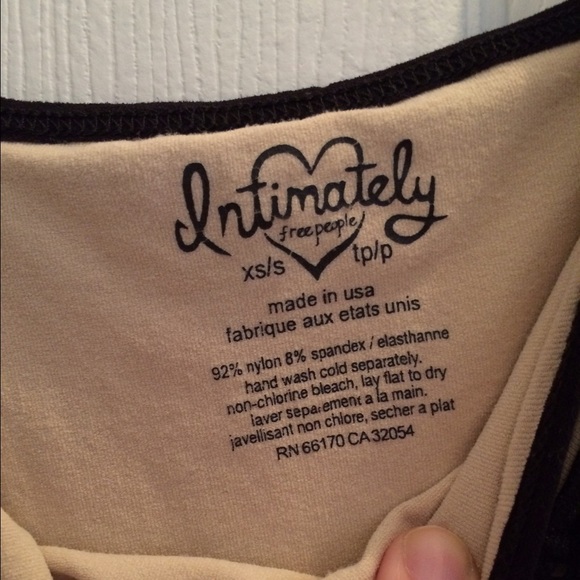 Intimately
free people
xs/s tp/p
made in usa
fabrique aux etats unis
92% nylon 8% spandex / elasthanne
hand wash cold separately.
non-chlorine bleach, lay flat to dry
laver separement a la main.
javellisant non chlore, secher a plat
RN 66170 CA 32054